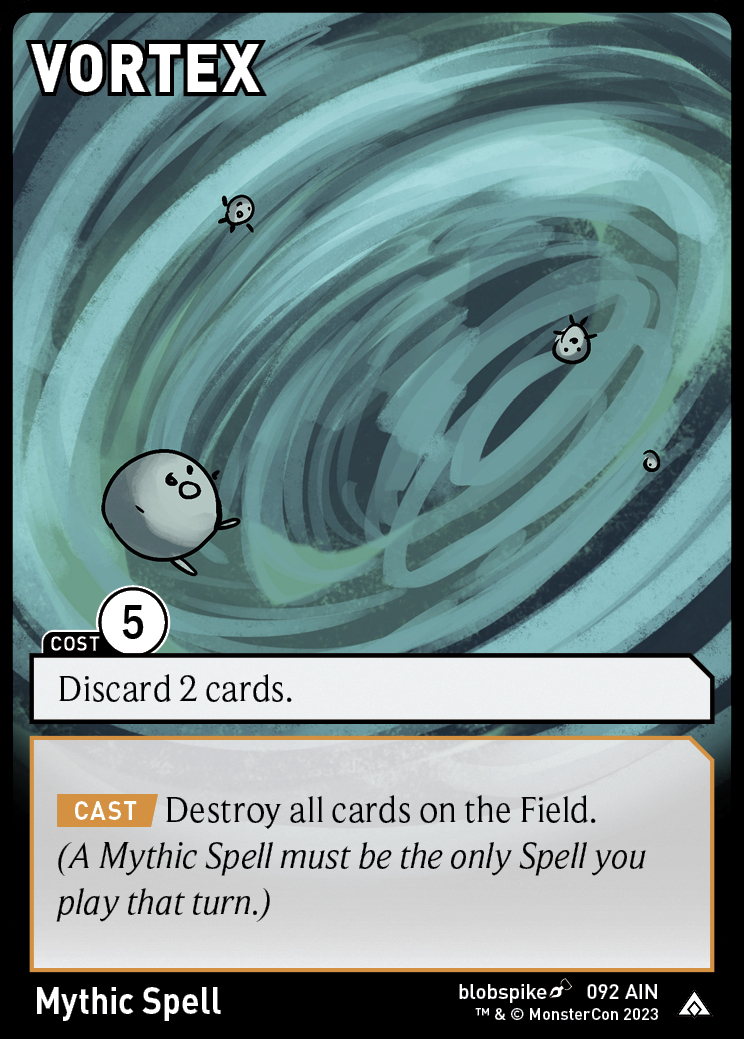 VORTEX
COST 5
Discard 2 cards.
CAST Destroy all cards on the Field.
(A Mythic Spell must be the only Spell you
play that turn.)
Mythic Spell
blobspike 092 AIN
™ & © MonsterCon 2023